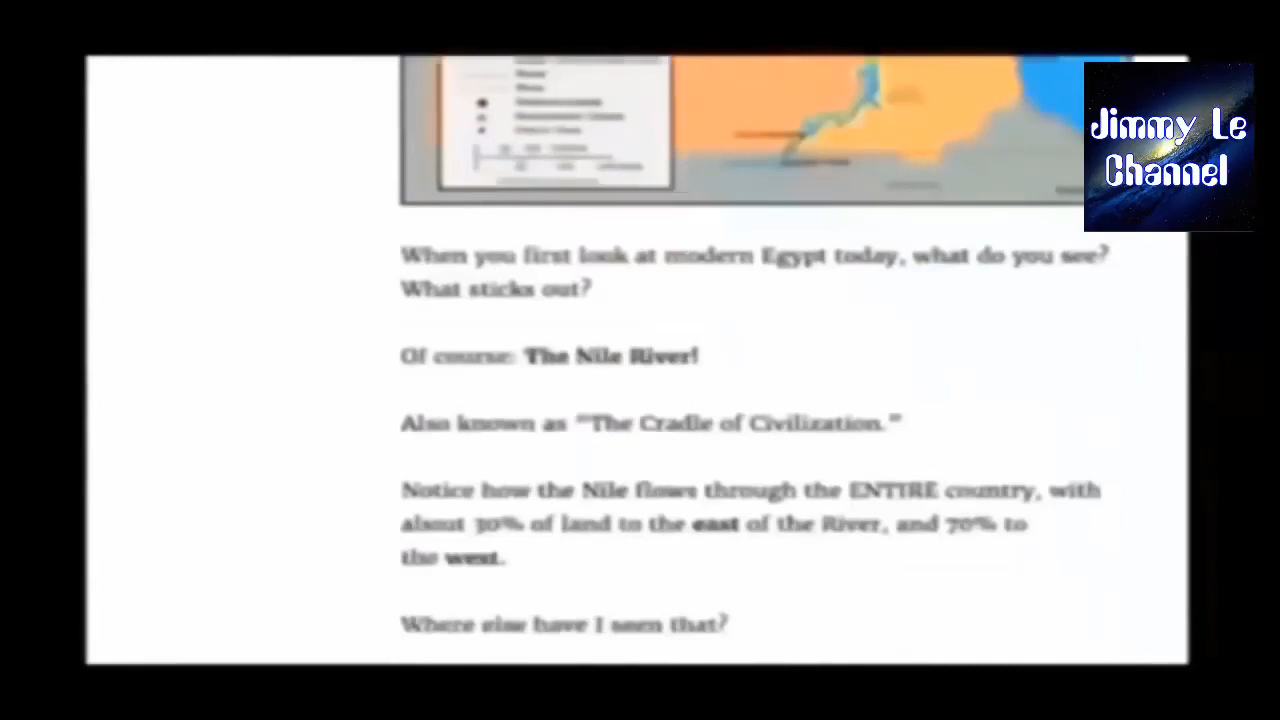 Jimmy Le
Channel
When you first look at modern Egypt today, what do you see?
What sticks out?
Of course: The Nile River!
Also known as "The Cradle of Civilization."
Notice how the Nile flows through the ENTIRE country, with
about 30% of land to the east of the River, and 70% to
the west.
Where else have I seen that?